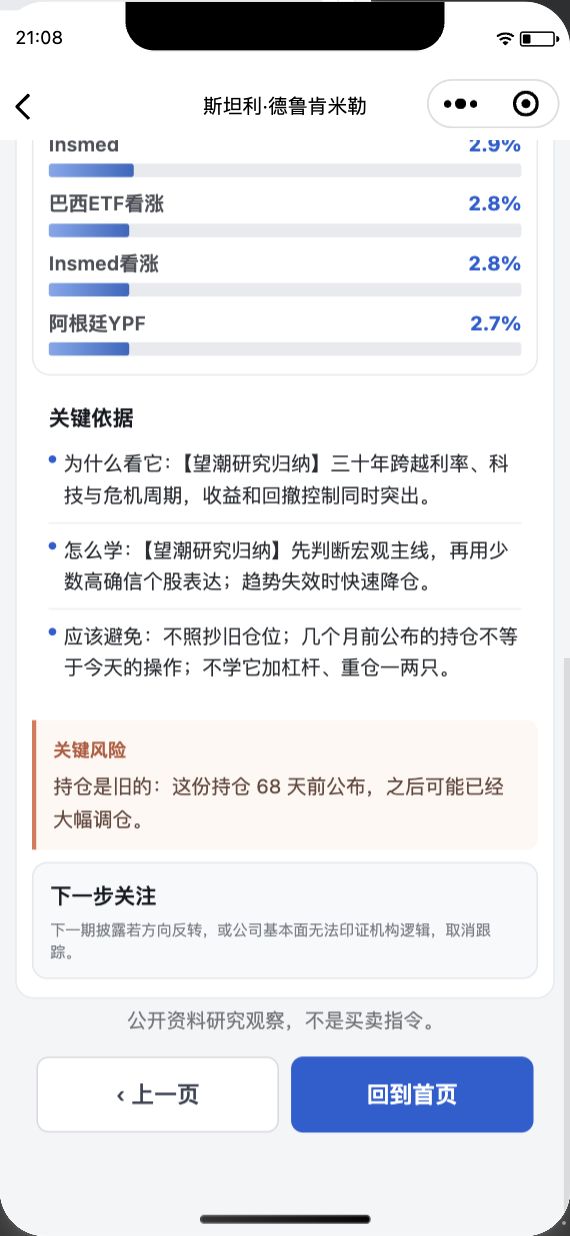 21:08
斯坦利·德鲁肯米勒
Insmed 2.9%
巴西ETF看涨 2.8%
Insmed看涨 2.8%
阿根廷YPF 2.7%
关键依据
为什么看它：【望潮研究归纳】三十年跨越利率、科
技与危机周期，收益和回撤控制同时突出。
怎么学：【望潮研究归纳】先判断宏观主线，再用少
数高确信个股表达；趋势失效时快速降仓。
应该避免：不照抄旧仓位；几个月前公布的持仓不等
于今天的操作；不学它加杠杆、重仓一两只。
关键风险
持仓是旧的：这份持仓 68 天前公布，之后可能已经
大幅调仓。
下一步关注
下一期披露若方向反转，或公司基本面无法印证机构逻辑，取消跟
踪。
公开资料研究观察，不是买卖指令。
‹ 上一页
回到首页